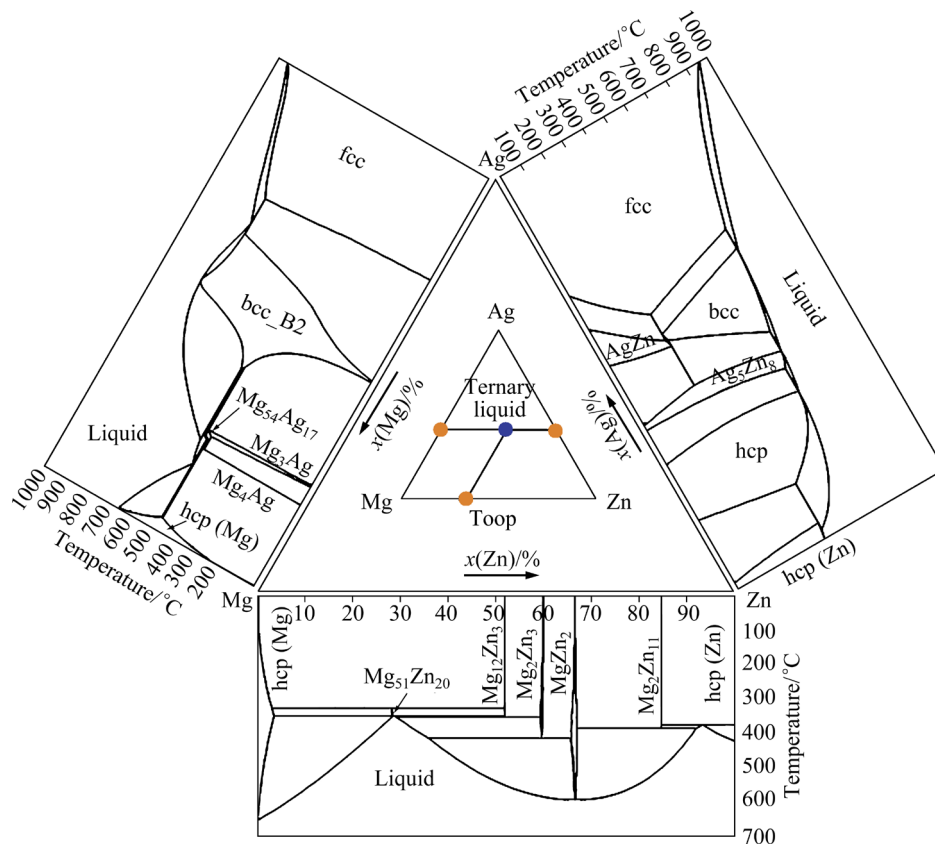 Temperature/°C
100
200
300
400
500
600
700
800
900
1000
fcc
Ag
fcc
Liquid
bcc_B2
bcc
AgZn
Ag5Zn8
Ag
Ternary
liquid
x(Mg)/%
x(Ag)/%
Mg54Ag17
Mg3Ag
Mg4Ag
hcp (Mg)
Liquid
hcp
Mg
Zn
Toop
1000
900
800
700
600
500
400
300
200
Temperature/°C
hcp (Zn)
x(Zn)/%
Mg
Zn
10
20
30
40
50
60
70
80
90
hcp (Mg)
Mg51Zn20
Mg12Zn3
Mg2Zn3
MgZn2
Mg2Zn11
hcp (Zn)
Liquid
100
200
300
400
500
600
700
Temperature/°C